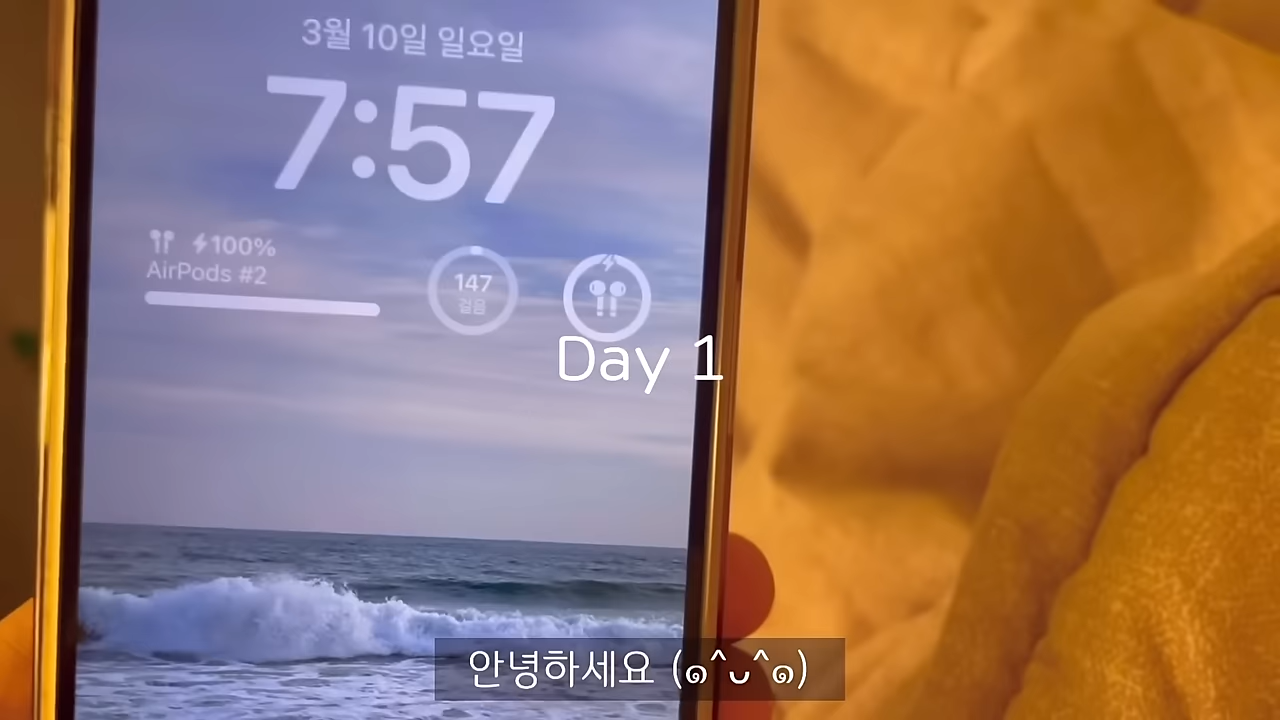 3월 10일 일요일
7:57
100%
AirPods #2
147
걸음
Day 1
안녕하세요 (๑^ᴗ^๑)